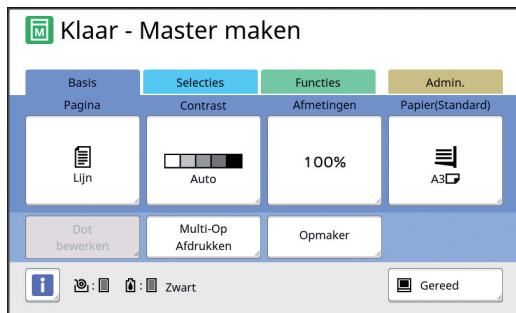 M Klaar - Master maken
Basis Selecties Functies Admin.
Pagina Contrast Afmetingen Papier(Standard)
Lijn Auto 100% A3
Dot bewerken
Multi-Op Afdrukken
Opmaker
i : : Zwart Gereed